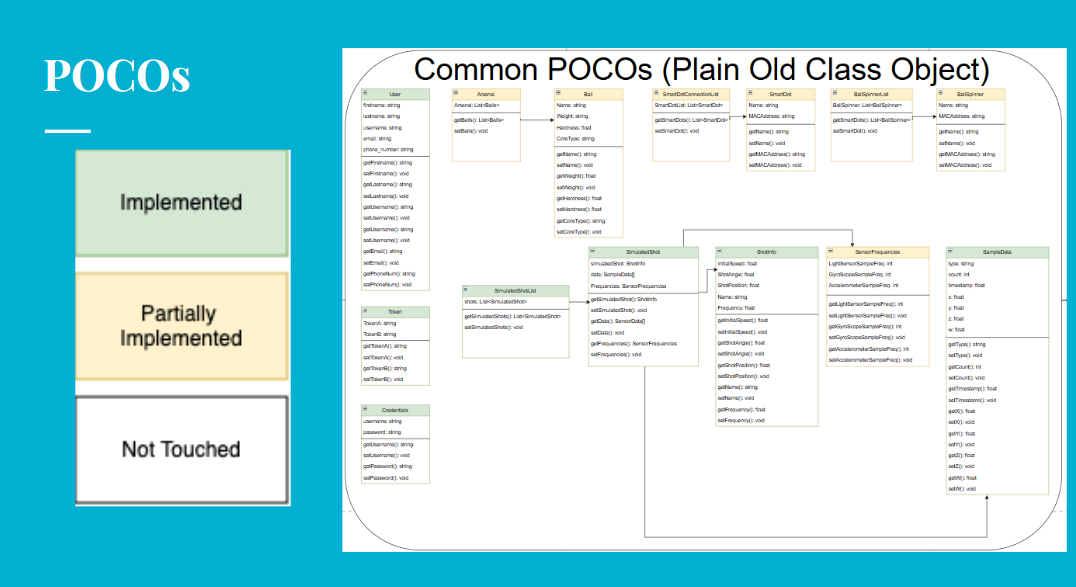 POCOs
Implemented
Partially
Implemented
Not Touched
Common POCOs (Plain Old Class Object)
User
firstname: string
lastname: string
username: string
email: string
phone_number: string
getFirstname(): string
setFirstname(): void
getLastname(): string
setLastname(): void
getUsername(): string
setUsername(): void
getUsername(): string
setUsername(): void
getEmail(): string
setEmail(): void
getPhoneNum(): string
setPhoneNum(): void
Arsenal
Arsenal: List<Balls>
getBalls(): List<Balls>
setBalls(): void
Ball
Name: string
Weight: string
Hardness: float
CoreType: string
getName(): string
setName(): void
getWeight(): float
setWeight(): void
getHardness(): float
setHardness(): float
getCoreType(): string
setCoreType(): void
SmartDotConnectionList
SmartDotList: List<SmartDot>
getSmartDots(): List<SmartDot>
setSmartDot(): void
SmartDot
Name: string
MACAddress: string
getName(): string
setName(): void
getMACAddress(): string
setMACAddress(): void
BallSpinnerList
BallSpinner: List<BallSpinner>
getSmartDots(): List<BallSpinner>
setSmartDot(): void
BallSpinner
Name: string
MACAddress: string
getName(): string
setName(): void
getMACAddress(): string
setMACAddress(): void
Token
TokenA: string
TokenB: string
getTokenA(): string
setTokenA(): void
getTokenB(): string
setTokenB(): void
Credentials
username: string
password: string
getUsername(): string
setUsername(): void
getPassword(): string
setPassword(): void
SimulatedShotList
shots: List<SimulatedShot>
getSimulatedShots(): List<SimulatedShot>
setSimulatedShots(): void
SimulatedShot
simulatedShot: ShotInfo
data: SampleData[]
Frequencies: SensorFrequencies
getSimulatedShot(): ShotInfo
setSimulatedShot(): void
getData(): SensorData[]
setData(): void
getFrequencies(): SensorFrequencies
setFrequencies(): void
ShotInfo
InitialSpeed: float
ShotAngle: float
ShotPosition: float
Name: string
Frequency: float
getInitialSpeed(): float
setInitialSpeed(): void
getShotAngle(): float
setShotAngle(): void
getShotPosition(): float
setShotPosition(): void
getName(): string
setName(): void
getFrequency(): float
setFrequency(): void
SensorFrequencies
LightSensorSampleFreq: int
GyroScopeSampleFreq: int
AccelerometerSampleFreq: int
getLightSensorSampleFreq(): int
setLightSensorSampleFreq(): void
getGyroScopeSampleFreq(): int
setGyroScopeSampleFreq(): void
getAccelerometerSampleFreq(): int
setAccelerometerSampleFreq(): void
SampleData
type: string
count: int
timestamp: float
x: float
y: float
z: float
w: float
getType(): string
setType(): void
getCount(): int
setCount(): void
getTimestamp(): float
setTimestamp(): void
getX(): float
setX(): void
getY(): float
setY(): void
getZ(): float
setZ(): void
getW(): float
setW(): void